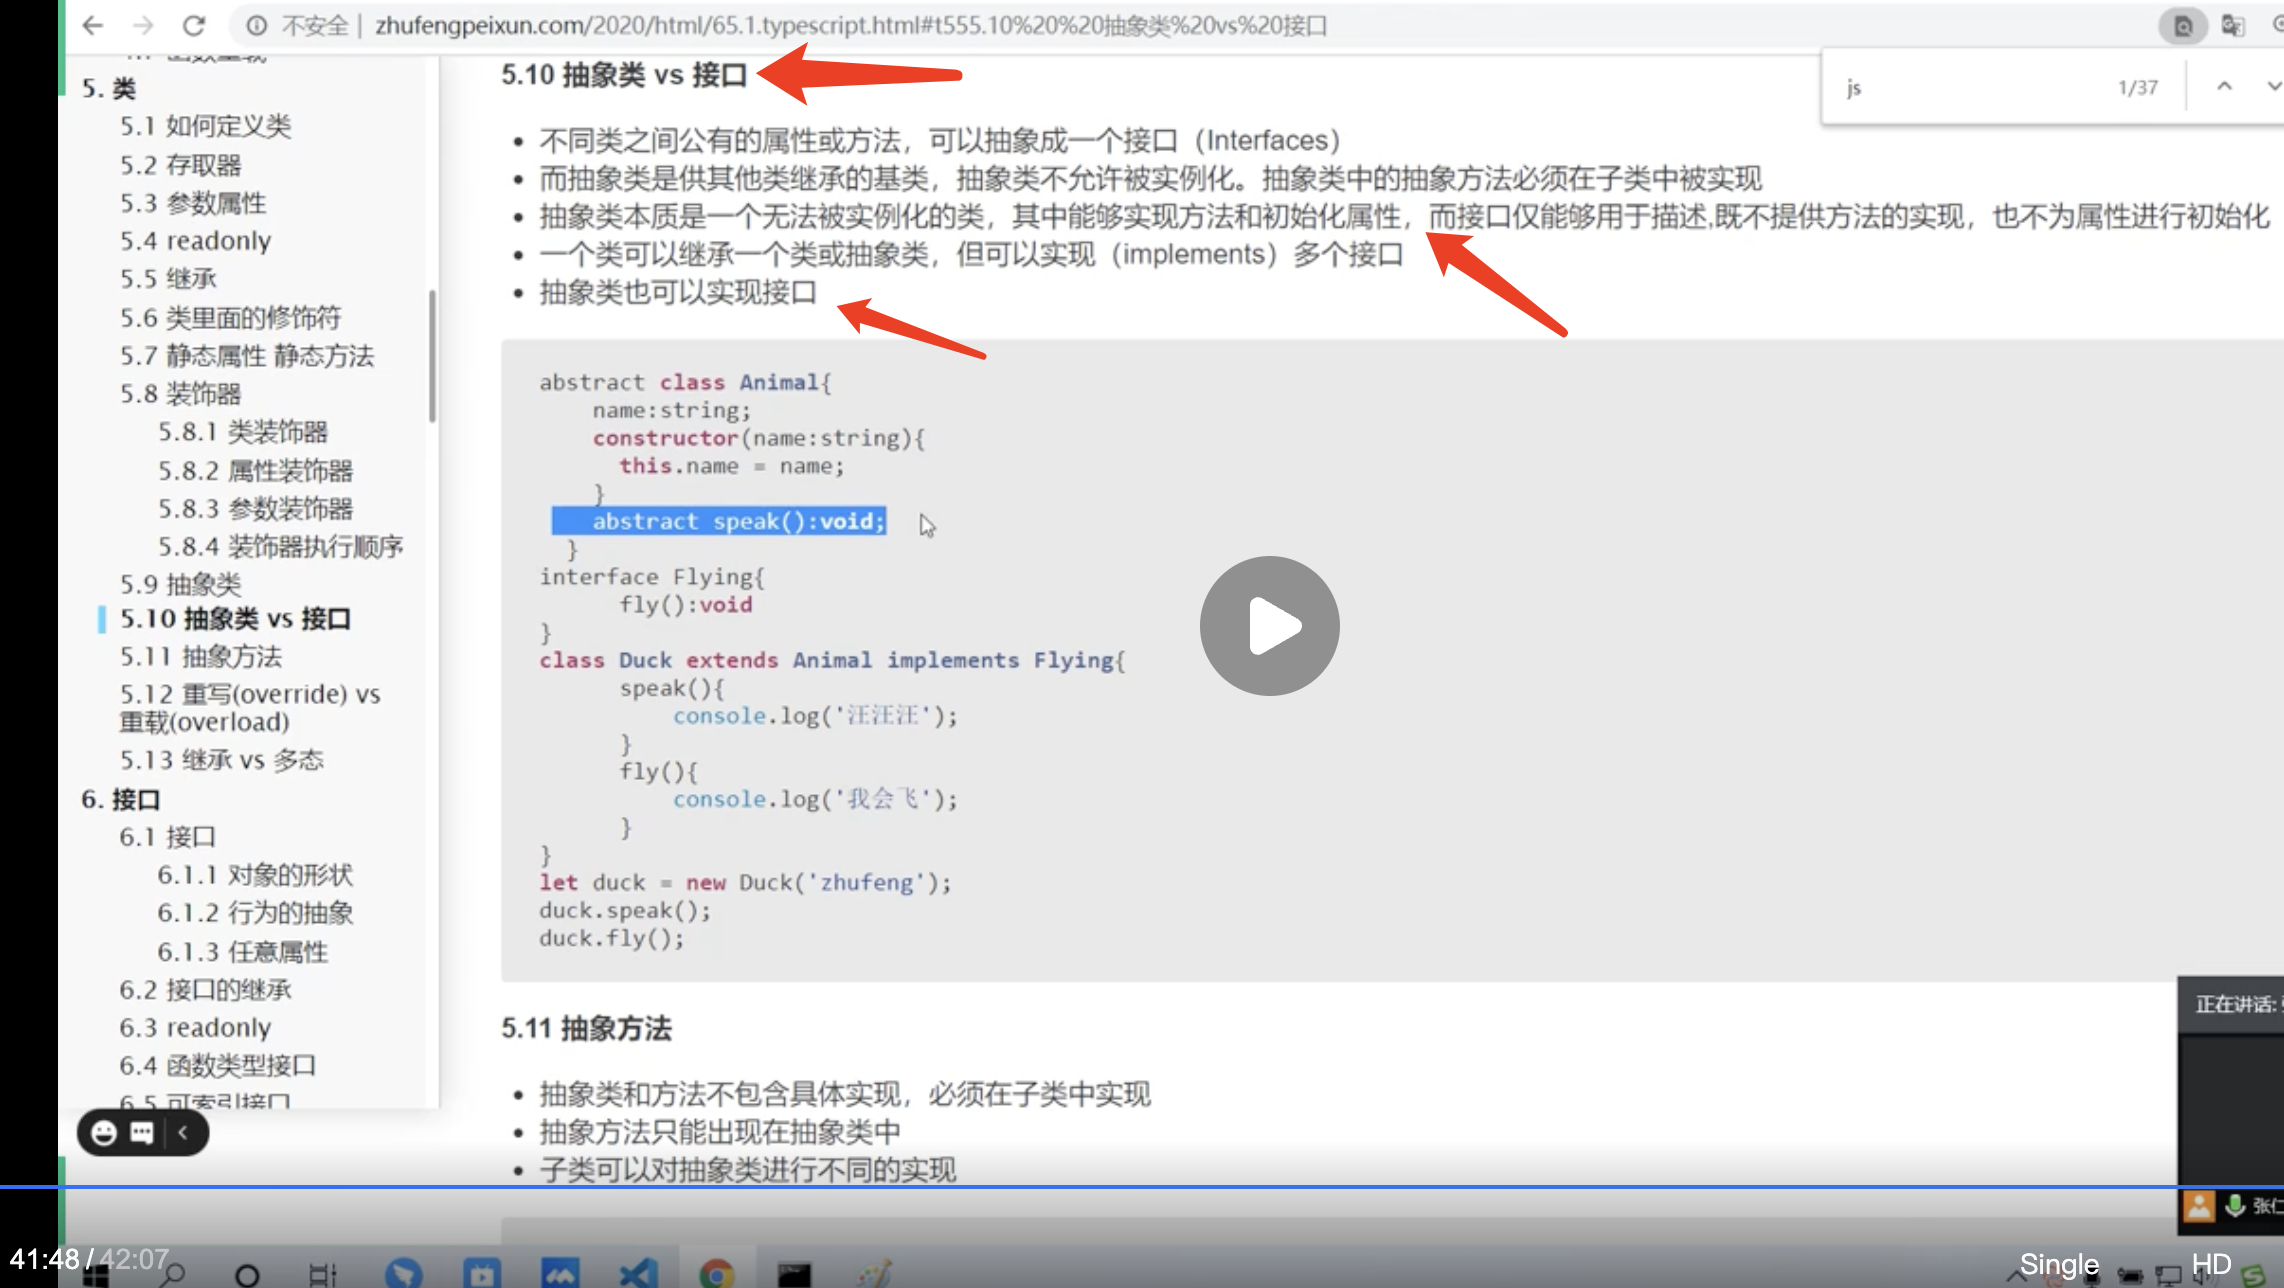 不安全 | zhufengpeixun.com/2020/html/65.1.typescript.html#t555.10%20%20抽象类%20vs%20接口
js 1/37
5. 类
5.1 如何定义类
5.2 存取器
5.3 参数属性
5.4 readonly
5.5 继承
5.6 类里面的修饰符
5.7 静态属性 静态方法
5.8 装饰器
5.8.1 类装饰器
5.8.2 属性装饰器
5.8.3 参数装饰器
5.8.4 装饰器执行顺序
5.9 抽象类
5.10 抽象类 vs 接口
5.11 抽象方法
5.12 重写(override) vs
重载(overload)
5.13 继承 vs 多态
6. 接口
6.1 接口
6.1.1 对象的形状
6.1.2 行为的抽象
6.1.3 任意属性
6.2 接口的继承
6.3 readonly
6.4 函数类型接口
6.5 可索引接口
5.10 抽象类 vs 接口
不同类之间公有的属性或方法，可以抽象成一个接口（Interfaces）
而抽象类是供其他类继承的基类，抽象类不允许被实例化。抽象类中的抽象方法必须在子类中被实现
抽象类本质是一个无法被实例化的类，其中能够实现方法和初始化属性，而接口仅能够用于描述,既不提供方法的实现，也不为属性进行初始化
一个类可以继承一个类或抽象类，但可以实现（implements）多个接口
抽象类也可以实现接口
abstract class Animal{
name:string;
constructor(name:string){
this.name = name;
}
abstract speak():void;
}
interface Flying{
fly():void
}
class Duck extends Animal implements Flying{
speak(){
console.log('汪汪汪');
}
fly(){
console.log('我会飞');
}
}
let duck = new Duck('zhufeng');
duck.speak();
duck.fly();
5.11 抽象方法
抽象类和方法不包含具体实现，必须在子类中实现
抽象方法只能出现在抽象类中
子类可以对抽象类进行不同的实现
正在讲话:
张仁
41:48 / 42:07
Single HD